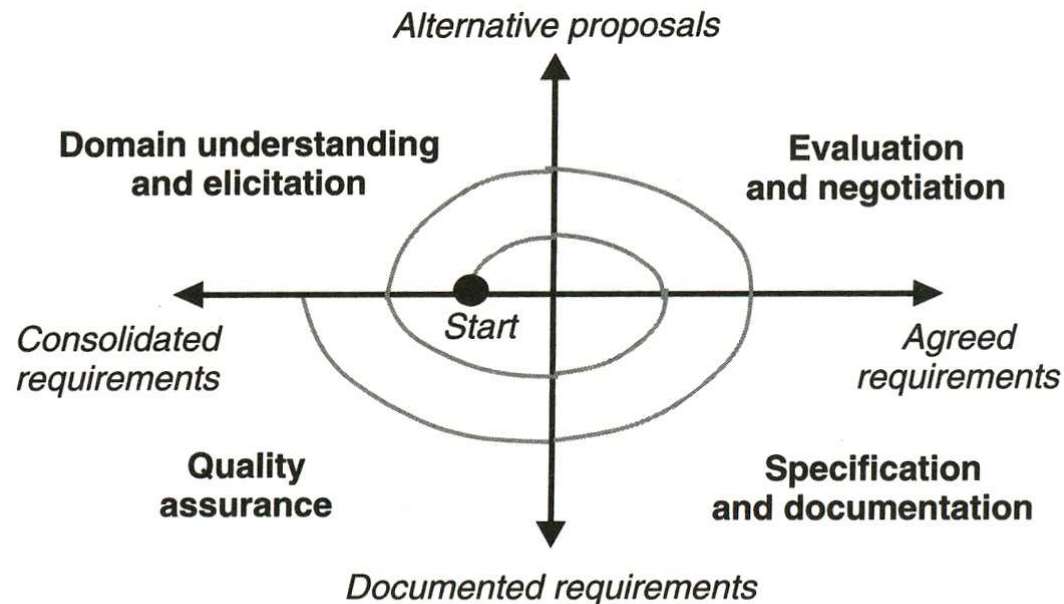 Alternative proposals
Domain understanding
and elicitation
Evaluation
and negotiation
Start
Consolidated
requirements
Agreed
requirements
Quality
assurance
Specification
and documentation
Documented requirements